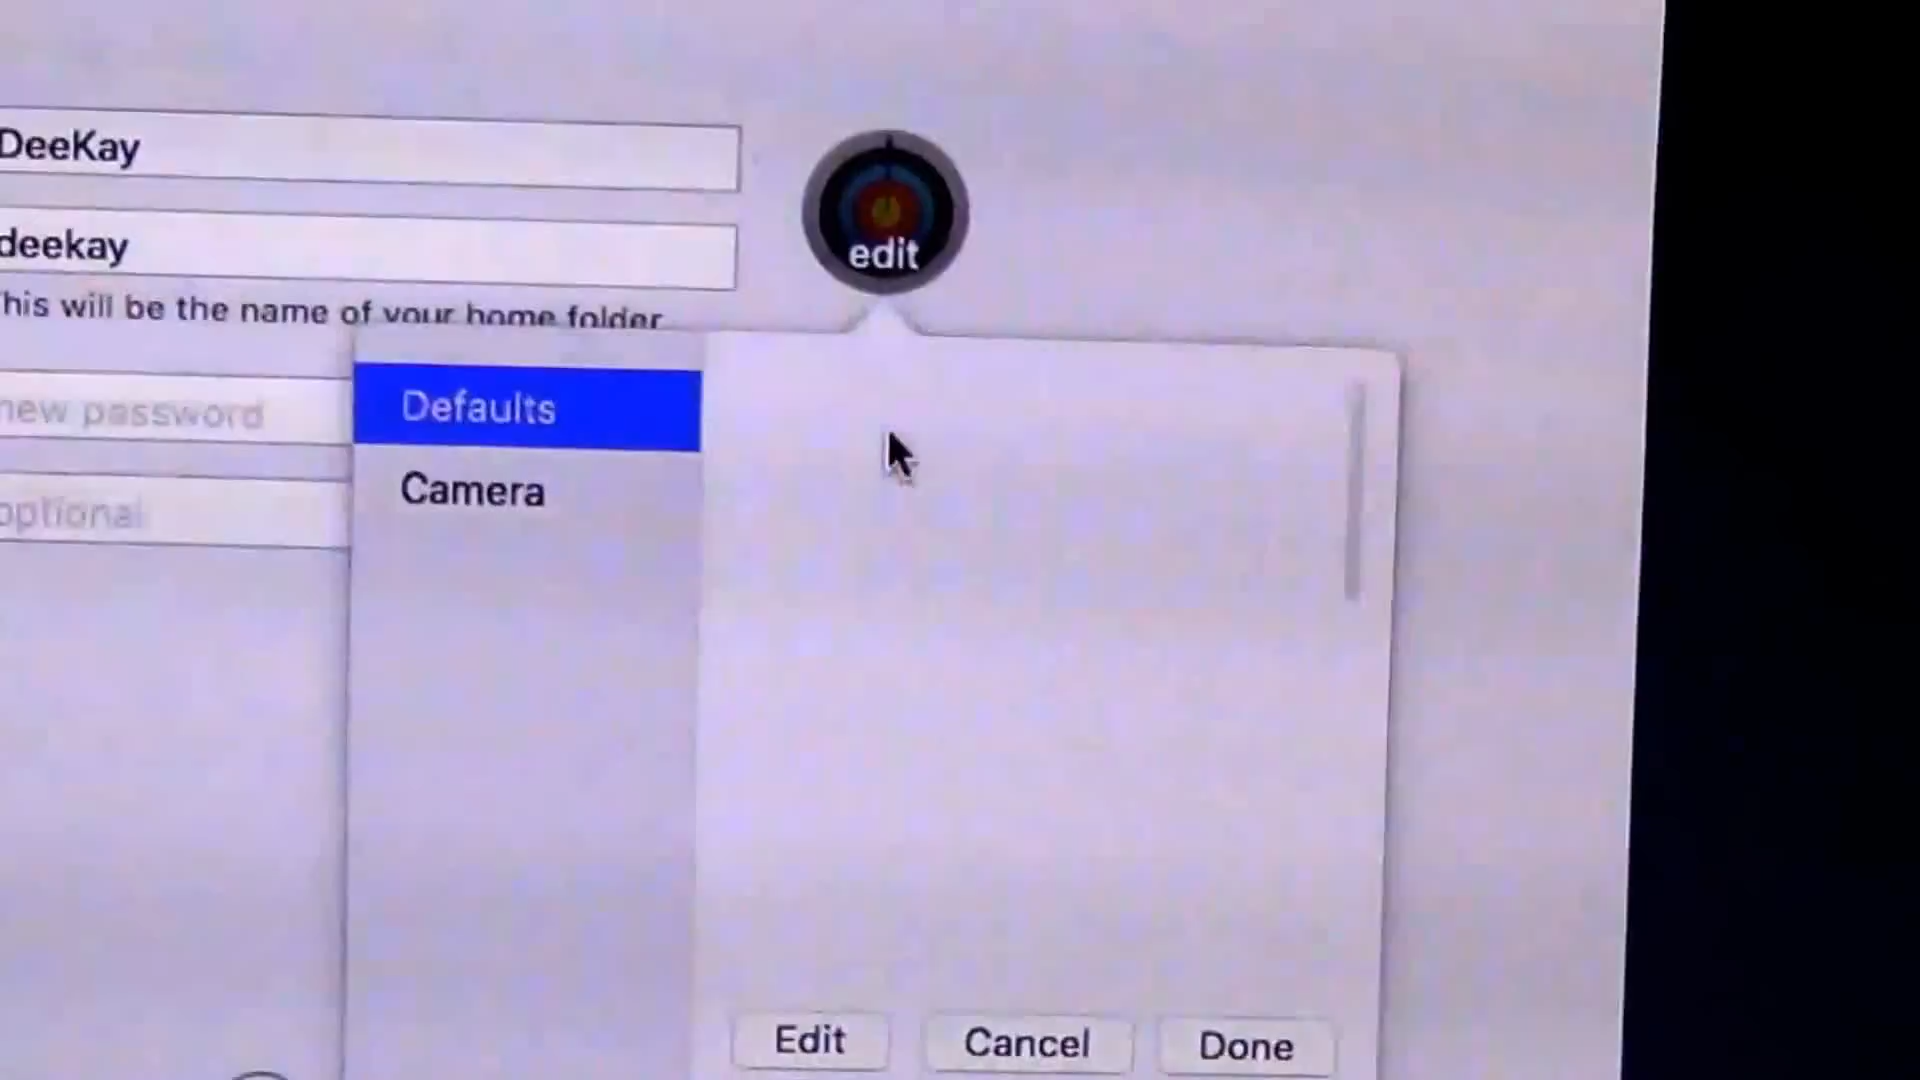 DeeKay
edit
deekay
his will be the name of your home folder
new password
optional
Defaults
Camera
Edit
Cancel
Done